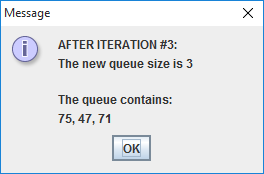 Message
AFTER ITERATION #3:
The new queue size is 3
The queue contains:
75, 47, 71
OK